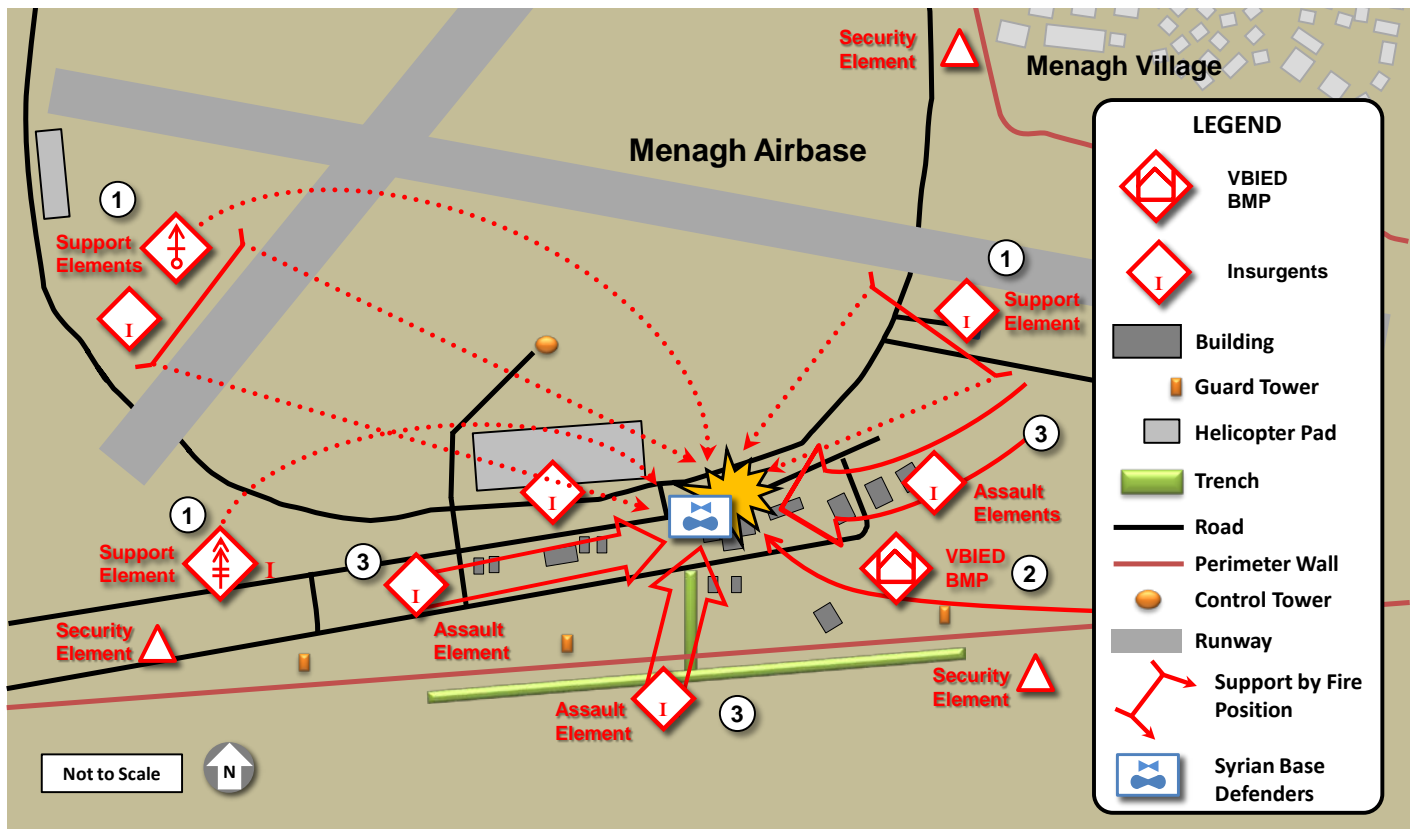 Security
Element
Menagh Village
Menagh Airbase
1
Support
Elements
I
1
I
Support
Element
I
3
I
Assault
Elements
1
Support
Element
I
3
I
Assault
Element
VBIED
BMP
2
Security
Element
Security
Element
I
Assault
Element
3
Not to Scale
N
LEGEND
VBIED
BMP
I
Insurgents
Building
Guard Tower
Helicopter Pad
Trench
Road
Perimeter Wall
Control Tower
Runway
Support by Fire
Position
Syrian Base
Defenders